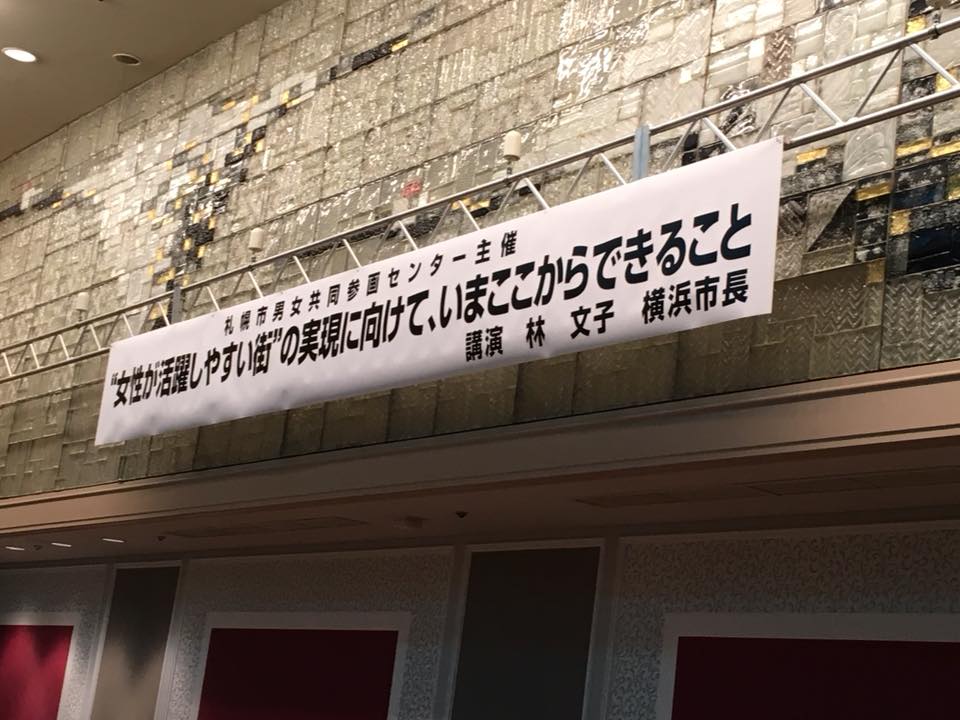 札幌市男女共同参画センター主催
“女性が活躍しやすい街”の実現に向けて、いまここからできること
講演 林 文子 横浜市長